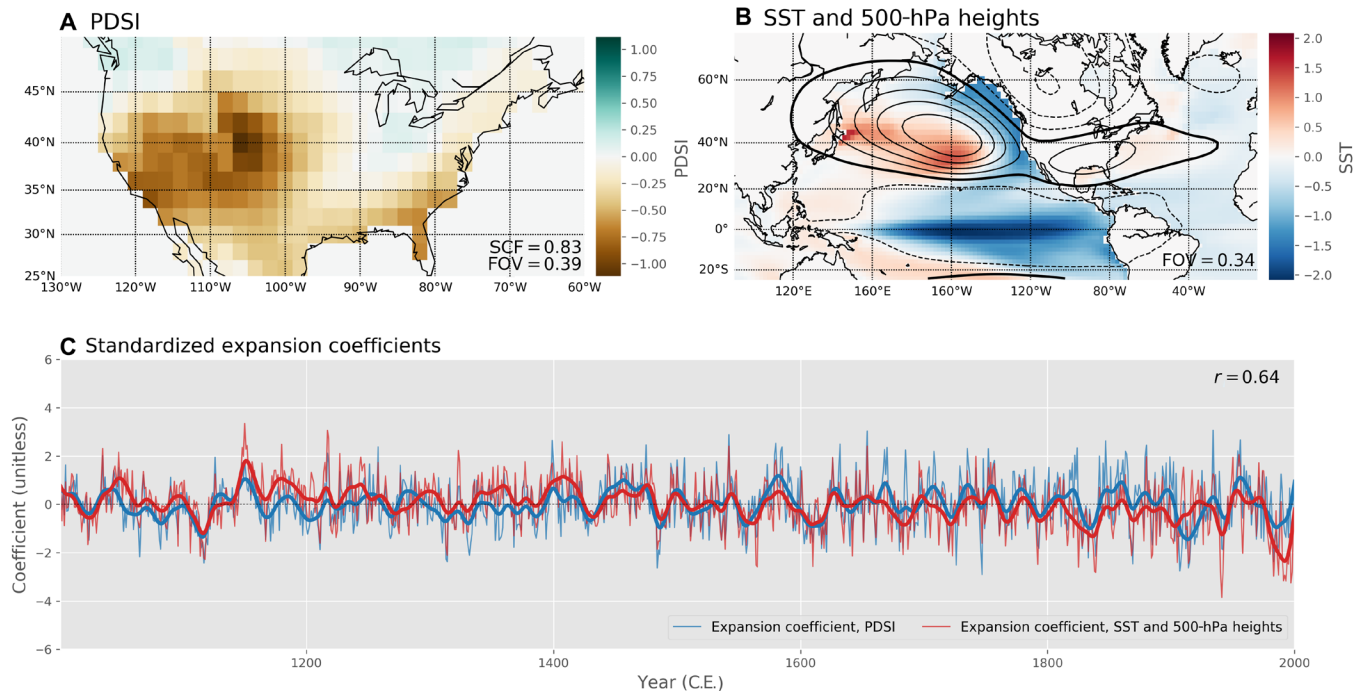 A PDSI
45°N
40°N
35°N
30°N
25°N
130°W 120°W 110°W 100°W 90°W 80°W 70°W 60°W
SCF = 0.83
FOV = 0.39
1.00
0.75
0.50
0.25
0.00
−0.25
−0.50
−0.75
−1.00
PDSI
B SST and 500-hPa heights
60°N
40°N
20°N
0°
20°S
120°E 160°E 160°W 120°W 80°W 40°W
FOV = 0.34
2.0
1.5
1.0
0.5
0.0
−0.5
−1.0
−1.5
−2.0
SST
C Standardized expansion coefficients
r = 0.64
6
4
2
0
−2
−4
−6
Coefficient (unitless)
Expansion coefficient, PDSI Expansion coefficient, SST and 500-hPa heights
1200 1400 1600 1800 2000
Year (C.E.)